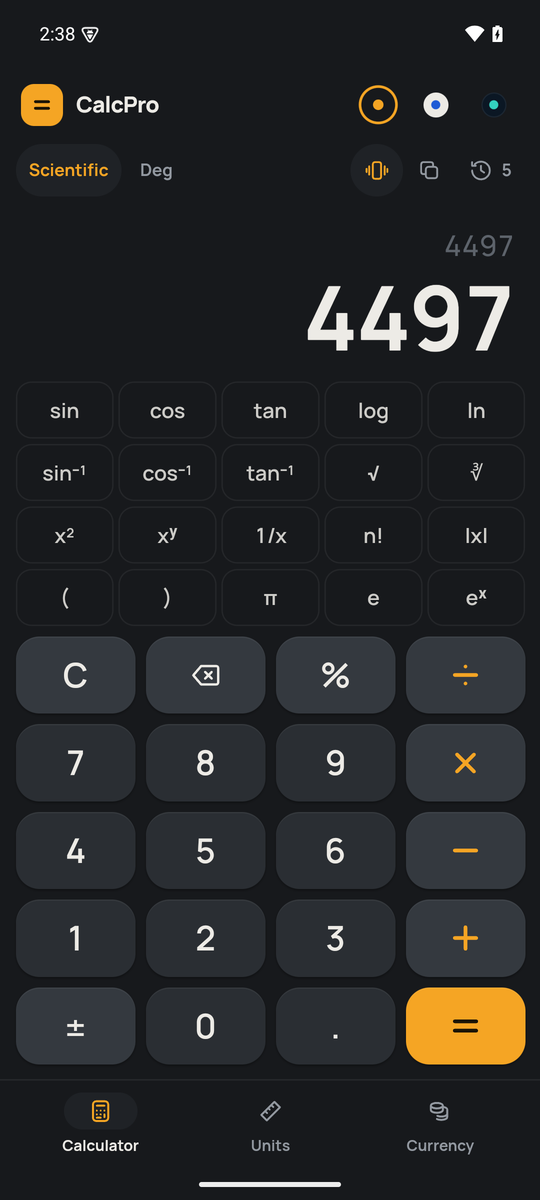 2:38
CalcPro
Scientific Deg 5
4497
4497
sin cos tan log ln
sin⁻¹ cos⁻¹ tan⁻¹ √ ∛
x² xʸ 1/x n! |x|
( ) π e eˣ
C % ÷
7 8 9 ×
4 5 6 −
1 2 3 +
± 0 . =
Calculator Units Currency